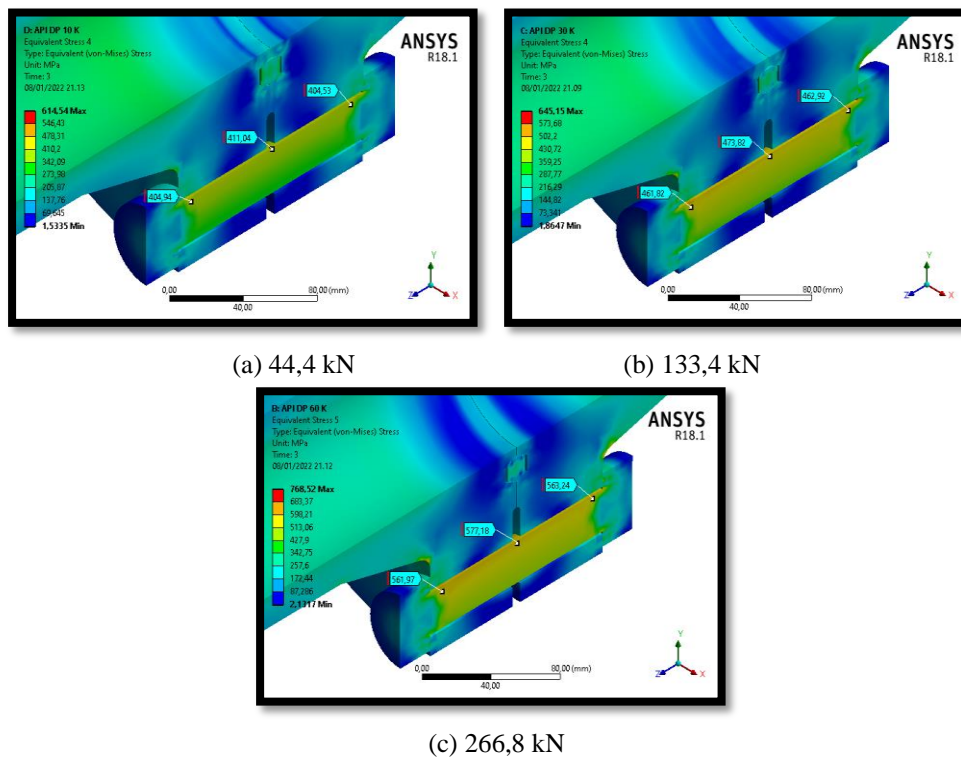 D: API DP 10 K
Equivalent Stress 4
Type: Equivalent (von-Mises) Stress
Unit: MPa
Time: 3
08/01/2022 21.13
614,54 Max
546,43
478,31
410,2
342,09
273,98
205,87
137,76
69,645
1,5335 Min
ANSYS
R18.1
404,53
411,04
404,94
0,00
80,00 (mm)
40,00
Y
Z
X
C: API DP 30 K
Equivalent Stress 4
Type: Equivalent (von-Mises) Stress
Unit: MPa
Time: 3
08/01/2022 21.09
645,15 Max
573,68
502,2
430,72
359,25
287,77
216,29
144,82
73,341
1,8647 Min
ANSYS
R18.1
462,92
473,82
461,82
0,00
80,00 (mm)
40,00
Y
Z
X
(a) 44,4 kN
(b) 133,4 kN
B: API DP 60 K
Equivalent Stress 5
Type: Equivalent (von-Mises) Stress
Unit: MPa
Time: 3
08/01/2022 21.12
768,52 Max
683,37
598,21
513,06
427,9
342,75
257,6
172,44
87,286
2,1317 Min
ANSYS
R18.1
563,24
577,18
561,97
0,00
80,00 (mm)
40,00
Y
Z
X
(c) 266,8 kN